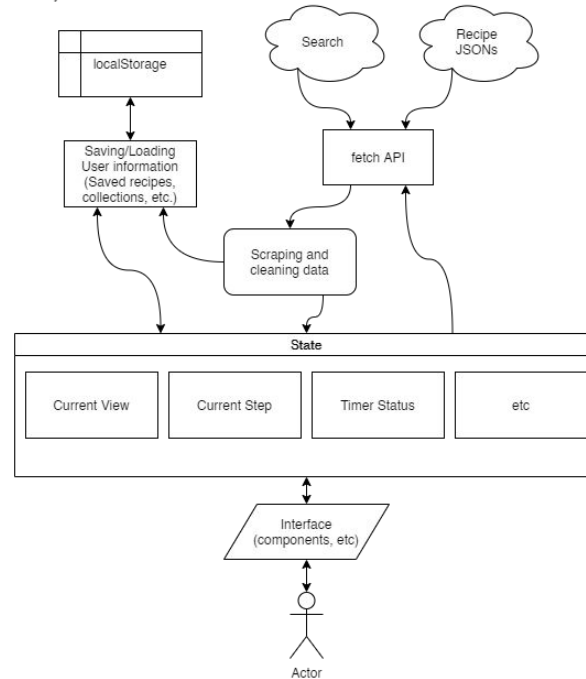 Search
Recipe
JSONs
localStorage
Saving/Loading
User information
(Saved recipes,
collections, etc.)
fetch API
Scraping and
cleaning data
State
Current View
Current Step
Timer Status
etc
Interface
(components, etc)
Actor